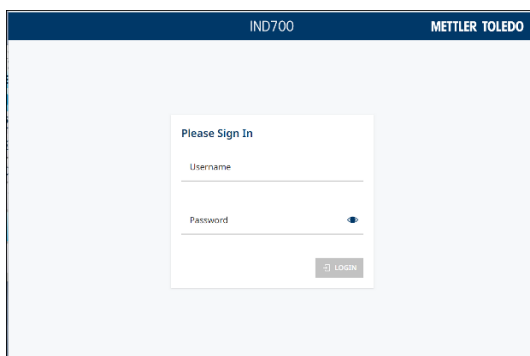 IND700
METTLER TOLEDO
Please Sign In
Username
Password
LOGIN